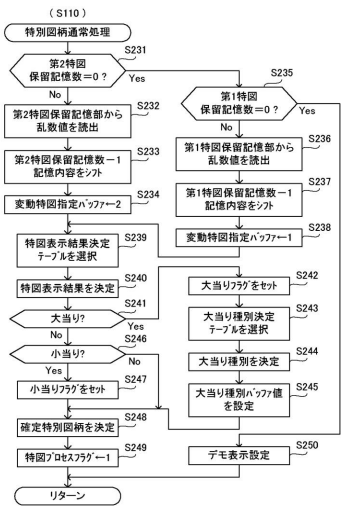 (S110)
特別図柄通常処理
S231
第2特図
保留記憶数=0?
Yes
No
S235
第1特図
保留記憶数=0?
Yes
No
S232
第2特図保留記憶部から
乱数値を読出
S236
第1特図保留記憶部から
乱数値を読出
S233
第2特図保留記憶数−1
記憶内容をシフト
S237
第1特図保留記憶数−1
記憶内容をシフト
S234
変動特図指定バッファ←2
S238
変動特図指定バッファ←1
S239
特図表示結果決定
テーブルを選択
S240
特図表示結果を決定
S241
大当り?
Yes
No
S242
大当りフラグをセット
S243
大当り種別決定
テーブルを選択
S244
大当り種別を決定
S245
大当り種別バッファ値
を設定
S246
小当り?
No
Yes
S247
小当りフラグをセット
S248
確定特別図柄を決定
S249
特図プロセスフラグ←1
S250
デモ表示設定
リターン